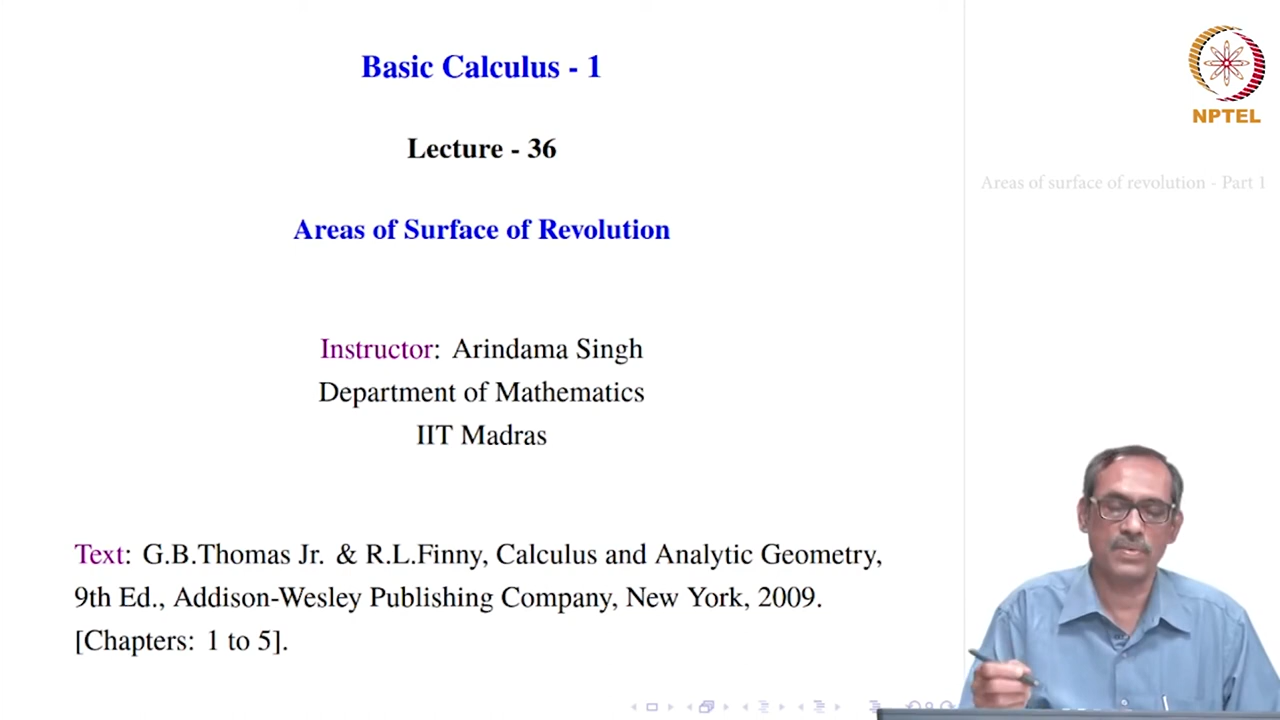 Basic Calculus - 1
Lecture - 36
Areas of Surface of Revolution
Instructor: Arindama Singh
Department of Mathematics
IIT Madras
Text: G.B.Thomas Jr. & R.L.Finny, Calculus and Analytic Geometry,
9th Ed., Addison-Wesley Publishing Company, New York, 2009.
[Chapters: 1 to 5].
NPTEL
Areas of surface of revolution - Part 1